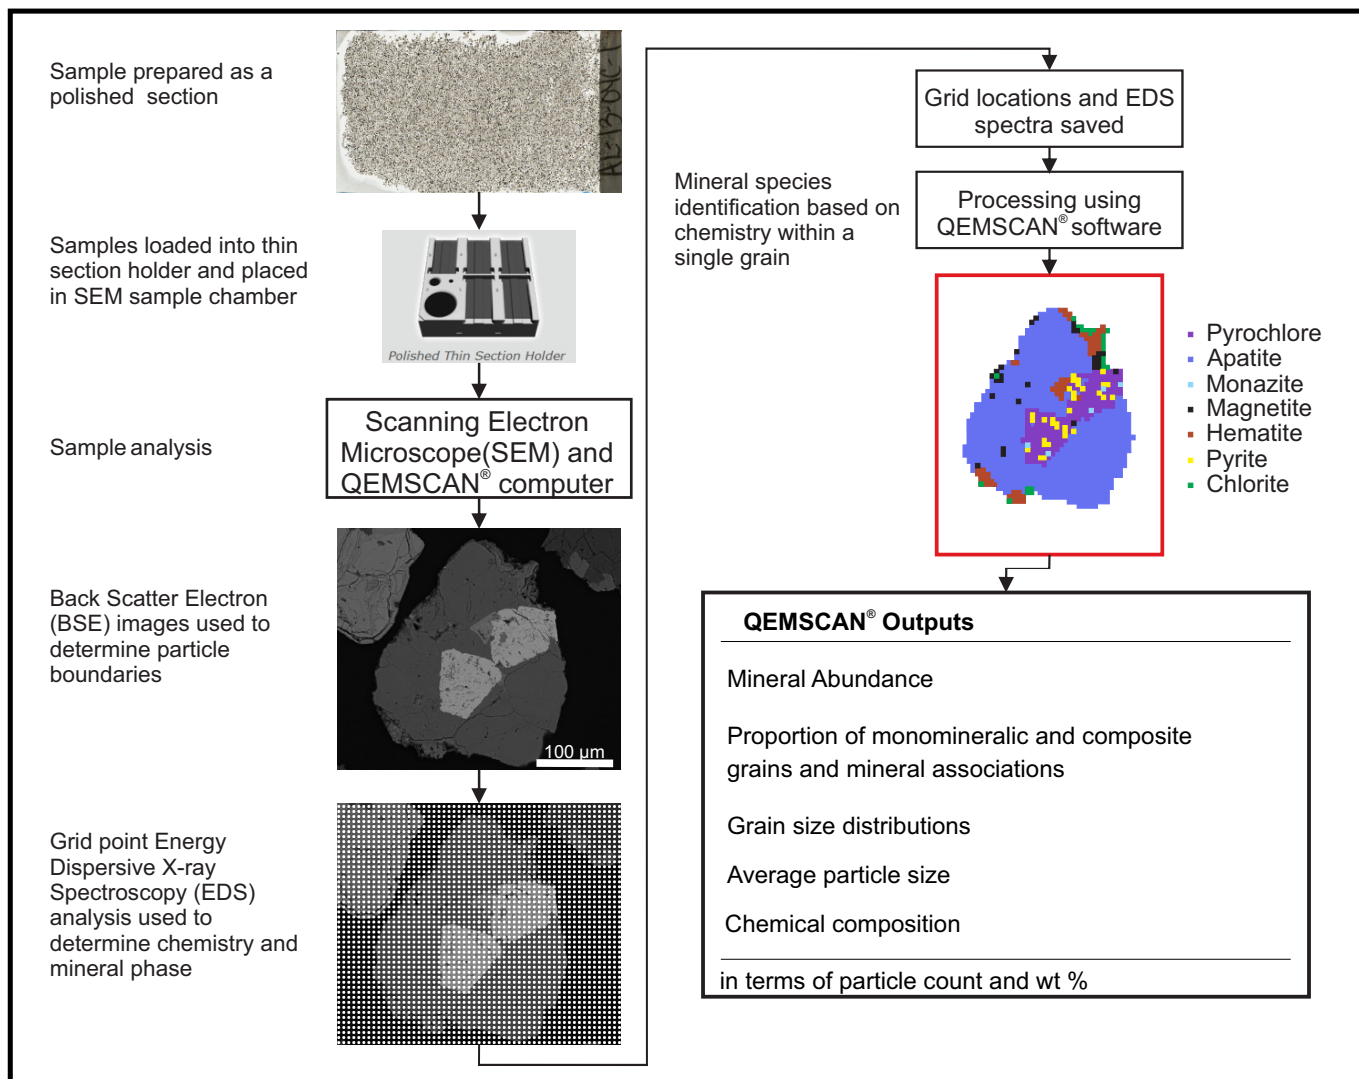 Sample prepared as a
polished section
AL-13-04C-1
Samples loaded into thin
section holder and placed
in SEM sample chamber
Polished Thin Section Holder
Sample analysis
Scanning Electron
Microscope(SEM) and
QEMSCAN® computer
Back Scatter Electron
(BSE) images used to
determine particle
boundaries
100 µm
Grid point Energy
Dispersive X-ray
Spectroscopy (EDS)
analysis used to
determine chemistry and
mineral phase
Grid locations and EDS
spectra saved
Mineral species
identification based on
chemistry within a
single grain
Processing using
QEMSCAN® software
Pyrochlore
Apatite
Monazite
Magnetite
Hematite
Pyrite
Chlorite
QEMSCAN® Outputs
Mineral Abundance
Proportion of monomineralic and composite
grains and mineral associations
Grain size distributions
Average particle size
Chemical composition
in terms of particle count and wt %